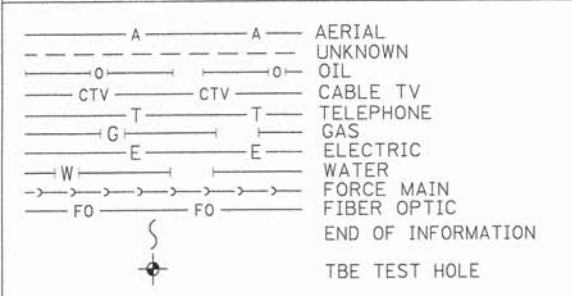 A A AERIAL
UNKNOWN
O O OIL
CTV CTV CABLE TV
T T TELEPHONE
G GAS
E E ELECTRIC
W WATER
FORCE MAIN
FO FO FIBER OPTIC
END OF INFORMATION
TBE TEST HOLE